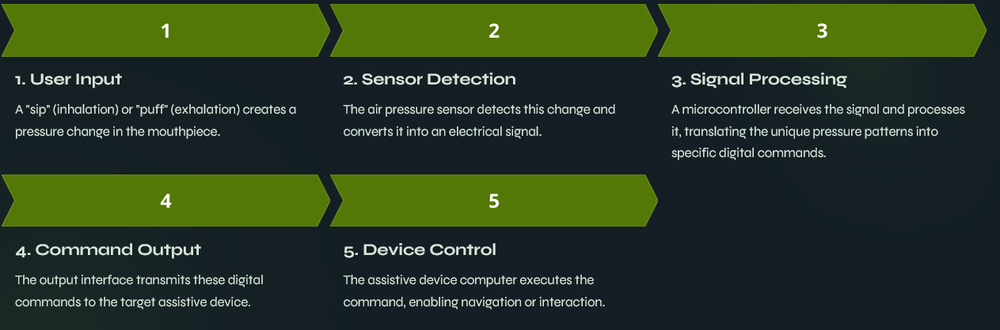 1
2
3
1. User Input
A "sip" (inhalation) or "puff" (exhalation) creates a
pressure change in the mouthpiece.
2. Sensor Detection
The air pressure sensor detects this change and
converts it into an electrical signal.
3. Signal Processing
A microcontroller receives the signal and processes
it, translating the unique pressure patterns into
specific digital commands.
4
5
4. Command Output
The output interface transmits these digital
commands to the target assistive device.
5. Device Control
The assistive device computer executes the
command, enabling navigation or interaction.